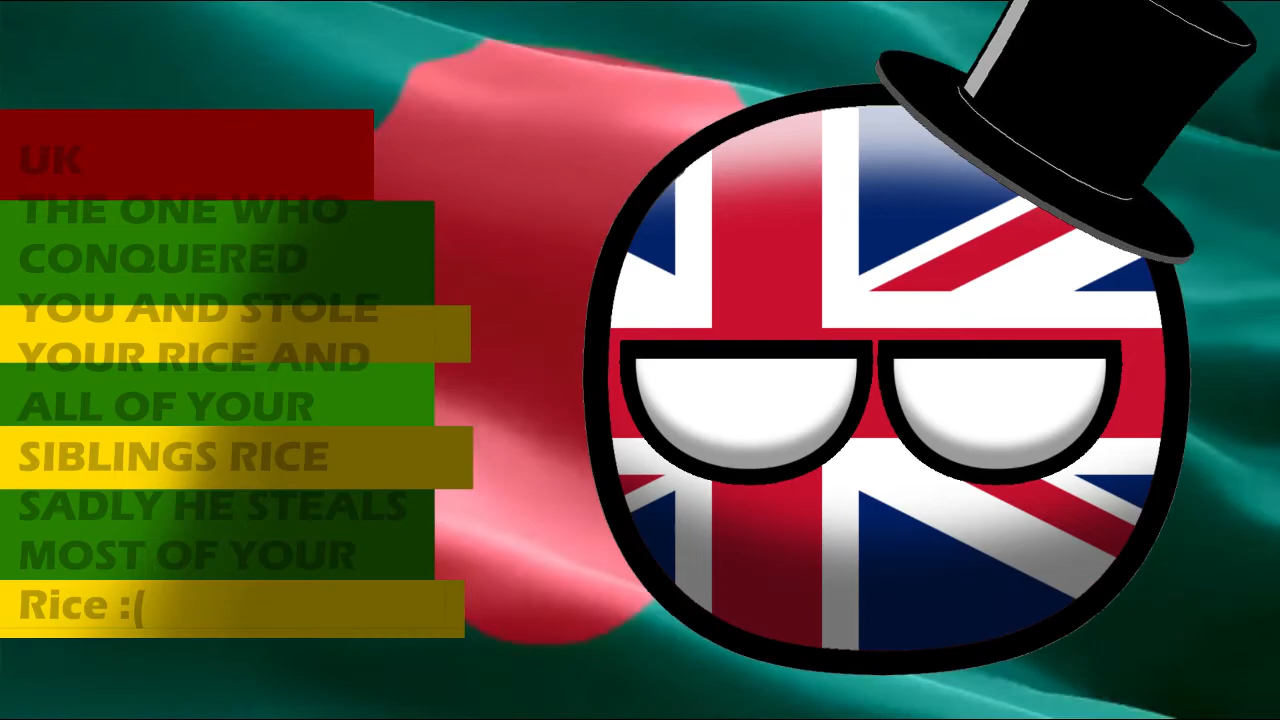 UK
THE ONE WHO
CONQUERED
YOU AND STOLE
YOUR RICE AND
ALL OF YOUR
SIBLINGS RICE
SADLY HE STEALS
MOST OF YOUR
Rice :(